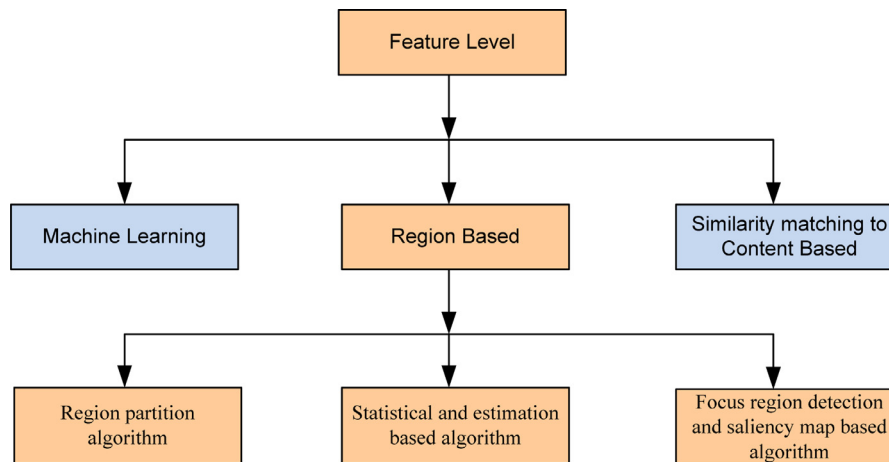 Feature Level
Machine Learning
Region Based
Similarity matching to
Content Based
Region partition
algorithm
Statistical and estimation
based algorithm
Focus region detection
and saliency map based
algorithm